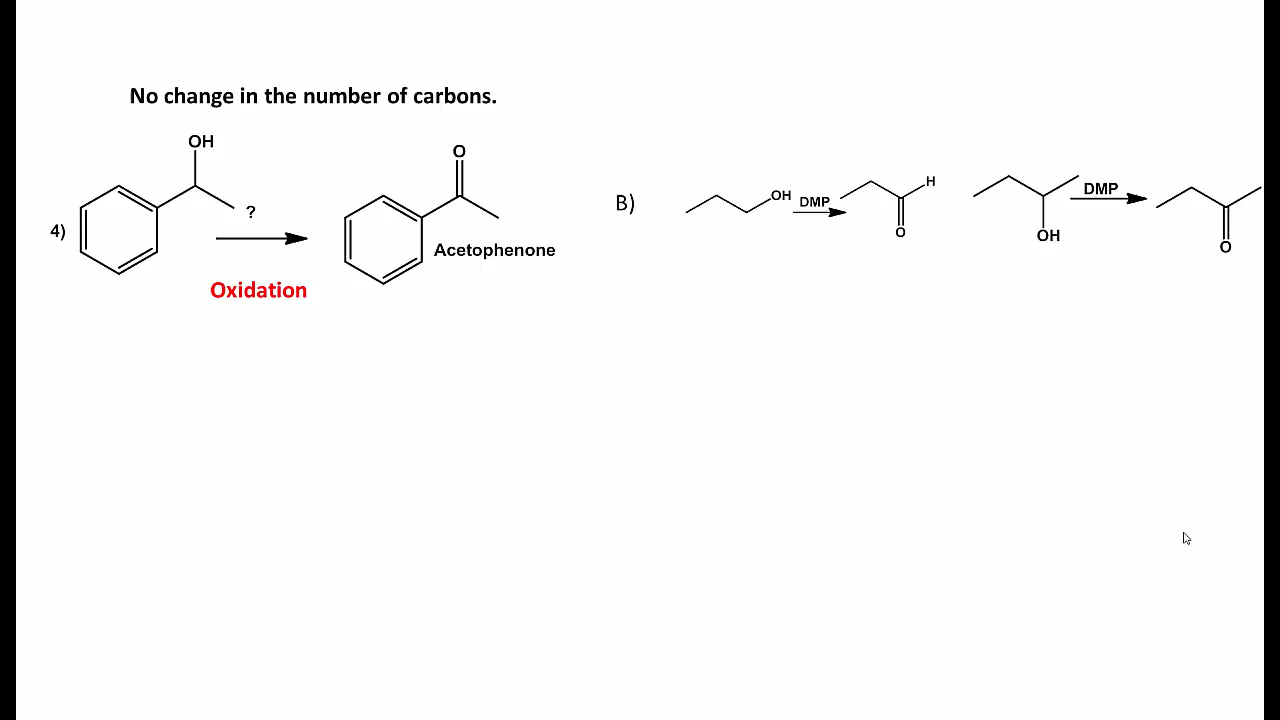 No change in the number of carbons.
4)
OH
?
Oxidation
O
Acetophenone
B)
OH
DMP
H
O
OH
DMP
O